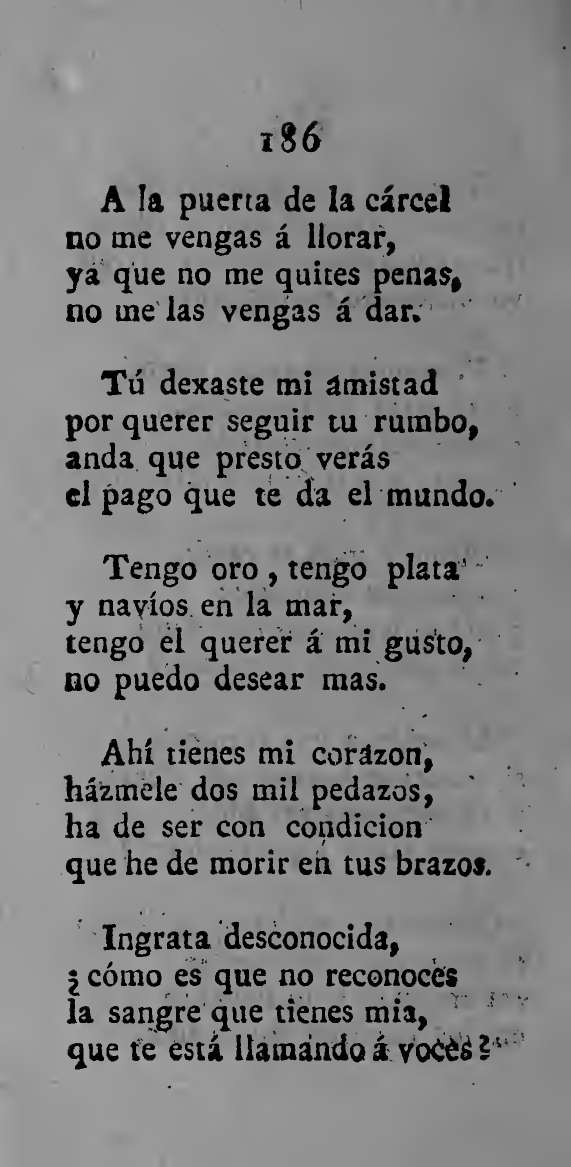 186
A la puerta de la cárcel
no me vengas á llorar,
ya que no me quites penas,
no me las vengas á dar.
Tú dexaste mi amistad
por querer seguir tu rumbo,
anda que presto verás
el pago que te da el mundo.
Tengo oro, tengo plata
y navíos en la mar,
tengo el querer á mi gusto,
no puedo desear mas.
Ahí tienes mi corazon,
házmele dos mil pedazos,
ha de ser con condicion
que he de morir en tus brazos.
Ingrata desconocida,
¿cómo es que no reconoces
la sangre que tienes mia,
que te está llamando á voces?